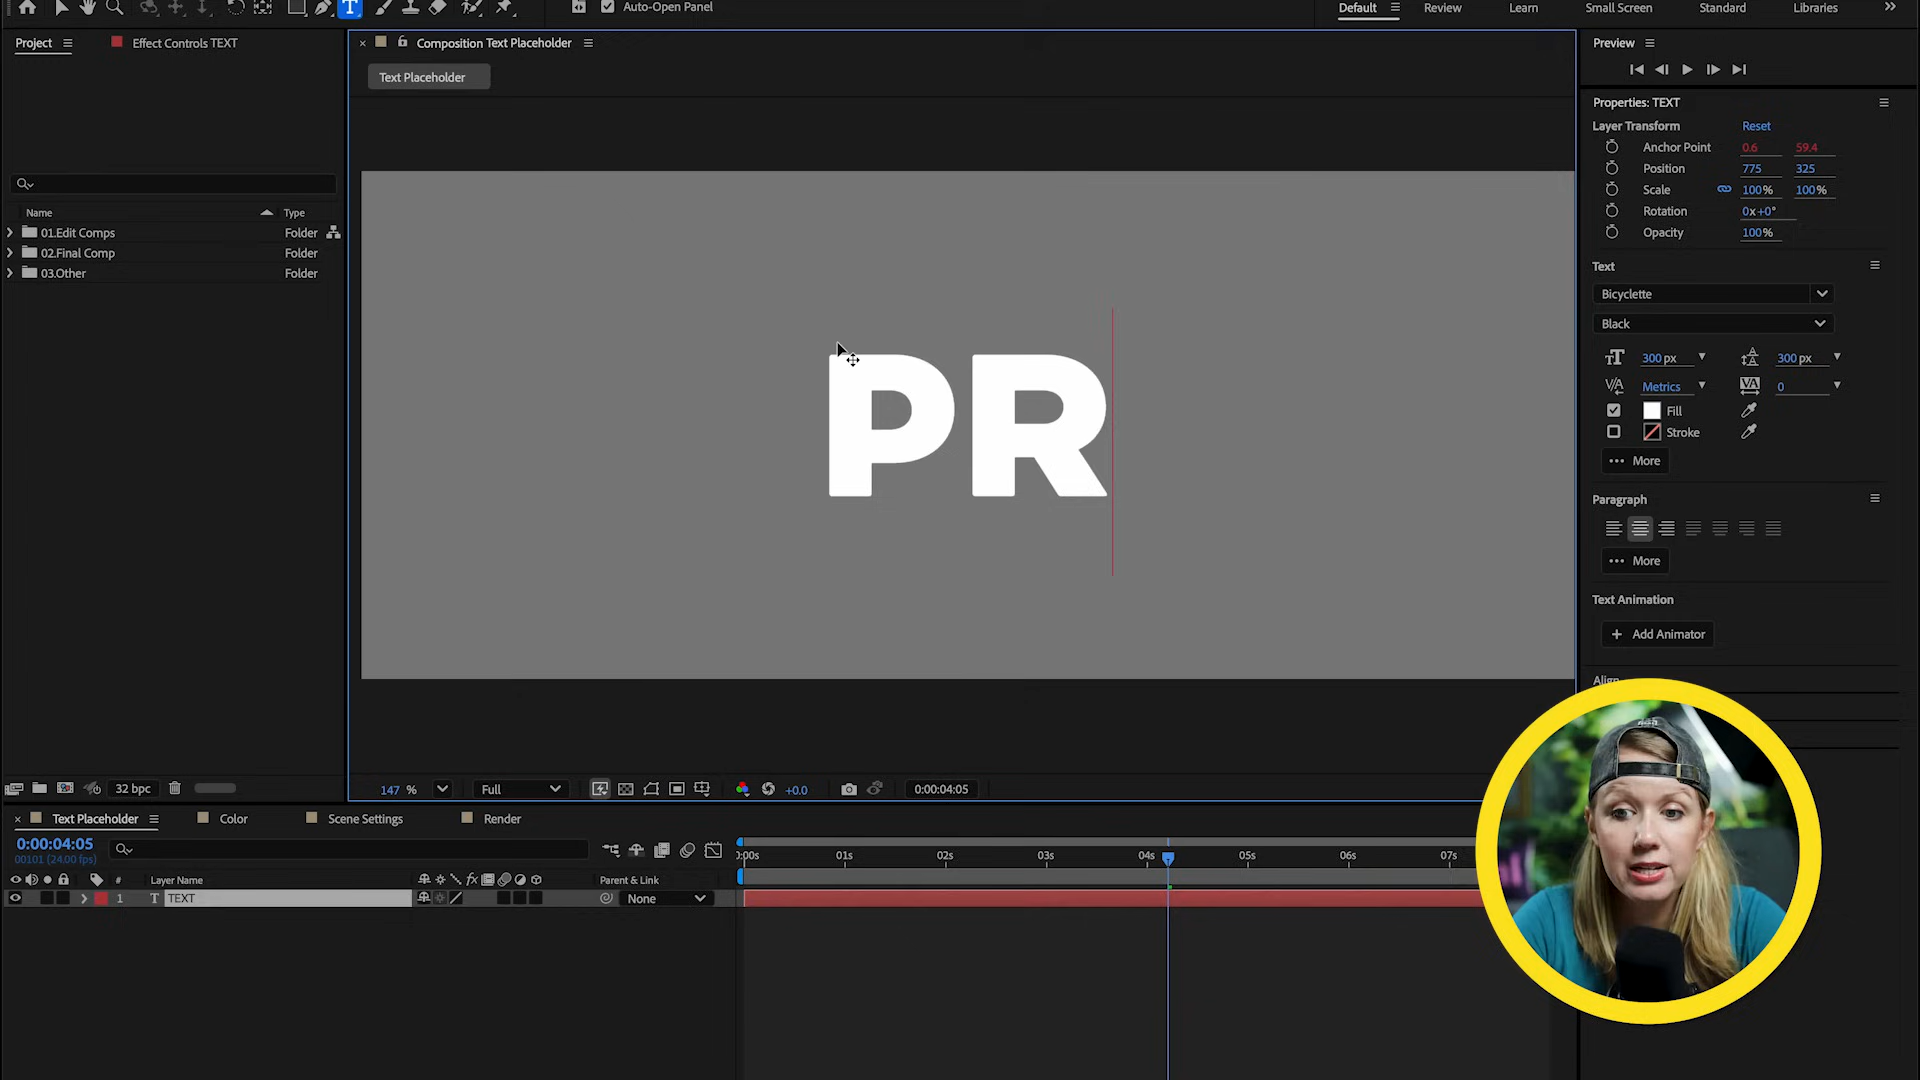 Auto-Open Panel
Default
Review
Learn
Small Screen
Standard
Libraries
Project
Effect Controls TEXT
Composition Text Placeholder
Text Placeholder
Name
Type
01.Edit Comps
Folder
02.Final Comp
Folder
03.Other
Folder
PR
Preview
Properties: TEXT
Layer Transform
Reset
Anchor Point
0.6
59.4
Position
775
325
Scale
100%
100%
Rotation
0x+0°
Opacity
100%
Text
Bicyclette
Black
300 px
300 px
Metrics
0
Fill
Stroke
More
Paragraph
More
Text Animation
+ Add Animator
Align
32 bpc
147 %
Full
+0.0
0:00:04:05
Text Placeholder
Color
Scene Settings
Render
0:00:04:05
00101 (24.00 fps)
:00s
01s
02s
03s
04s
05s
06s
07s
#
Layer Name
fx
Parent & Link
1
T
TEXT
None